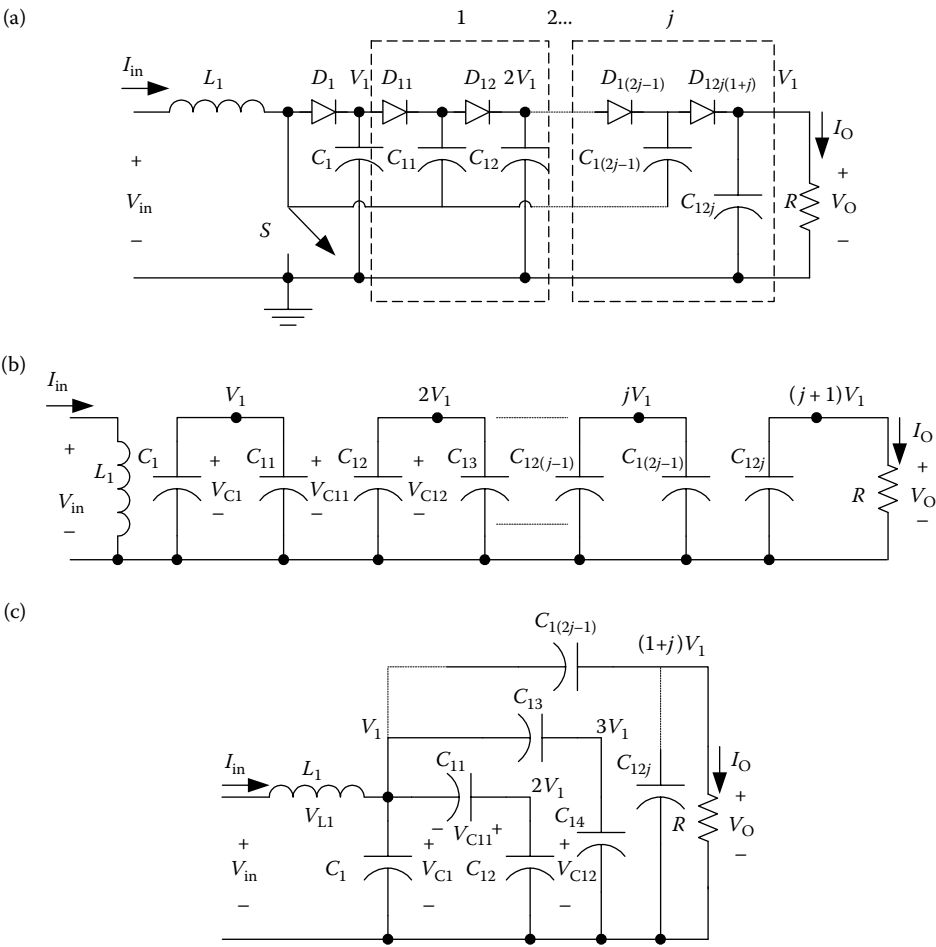 (a)
1 2... j
I_in L_1 D_1 V_1 D_11 D_12 2V_1 D_1(2j−1) D_12j(1+j) V_1
I_O
C_1 C_11 C_12 C_1(2j−1)
+ +
V_in S C_12j R V_O
− −
(b)
I_in V_1 2V_1 jV_1 (j + 1)V_1
I_O
+ L_1 C_1 + C_11 + C_12 + C_13 C_12(j−1) C_1(2j−1) C_12j +
V_in V_C1 V_C11 V_C12 R V_O
− − − − −
(c)
C_1(2j−1) (1+j)V_1
C_13
V_1 3V_1
I_in L_1 C_11 C_12j I_O
V_L1 2V_1 +
− V_C11 + C_14 R V_O
+ + + −
V_in C_1 V_C1 C_12 V_C12
− − −